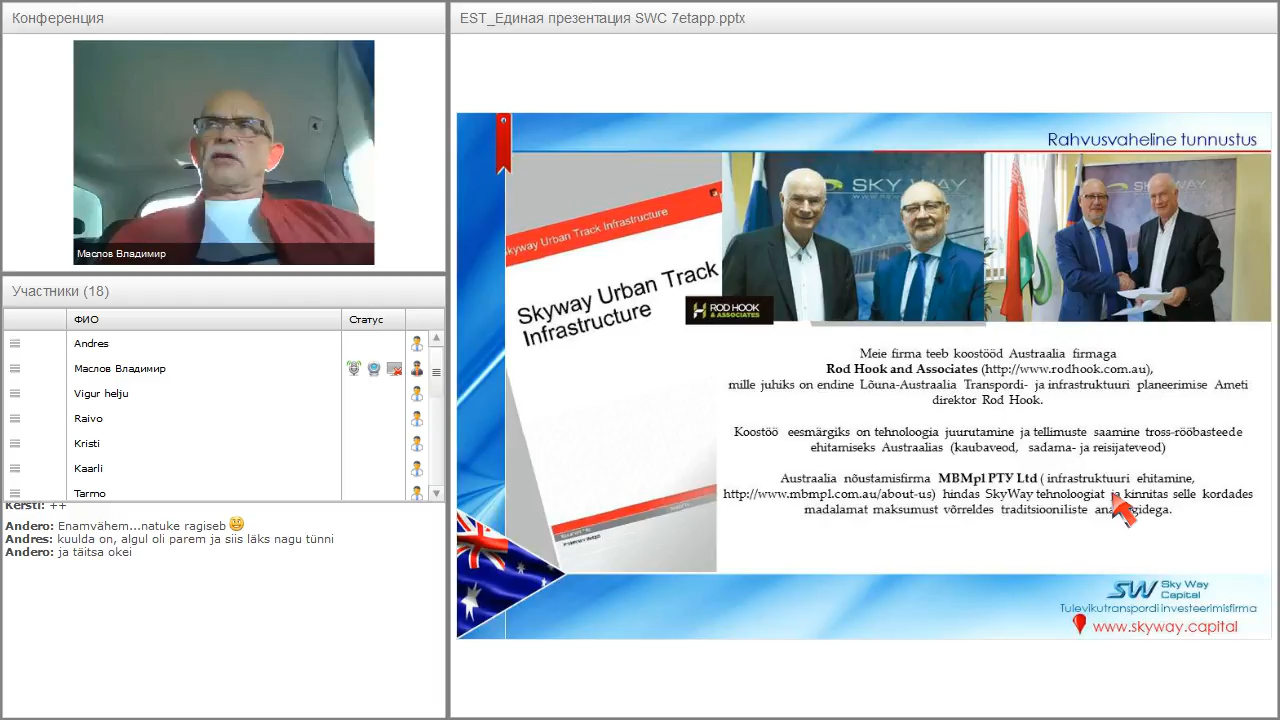 Конференция
EST_Единая презентация SWC 7etapp.pptx
Маслов Владимир
Участники (18)
ФИО
Статус
Andres
Маслов Владимир
Vigur helju
Raivo
Kristi
Kaarli
Tarmo
Kersti: ++
Andero: Enamvähem...natuke ragiseb
Andres: kuulda on, algul oli parem ja siis läks nagu tünni
Andero: ja täitsa okei
Rahvusvaheline tunnustus
Skyway Urban Track Infrastructure
Skyway Urban Track
Infrastructure
SKY WAY
ROD HOOK
& ASSOCIATES
Meie firma teeb koostööd Austraalia firmaga
Rod Hook and Associates (http://www.rodhook.com.au),
mille juhiks on endine Lõuna-Austraalia Transpordi- ja infrastruktuuri planeerimise Ameti
direktor Rod Hook.
Koostöö eesmärgiks on tehnoloogia juurutamine ja tellimuste saamine tross-rööbasteede
ehitamiseks Austraalias (kaubaveod, sadama- ja reisijateveod)
Austraalia nõustamisfirma MBMpl PTУ Ltd ( infrastruktuuri ehitamine,
http://www.mbmpl.com.au/about-us) hindas SkyWay tehnoloogiat ja kinnitas selle kordades
madalamat maksumust võrreldes traditsiooniliste analoogidega.
SW Sky Way
Capital
Tulevikutranspordi investeerimisfirma
www.skyway.capital